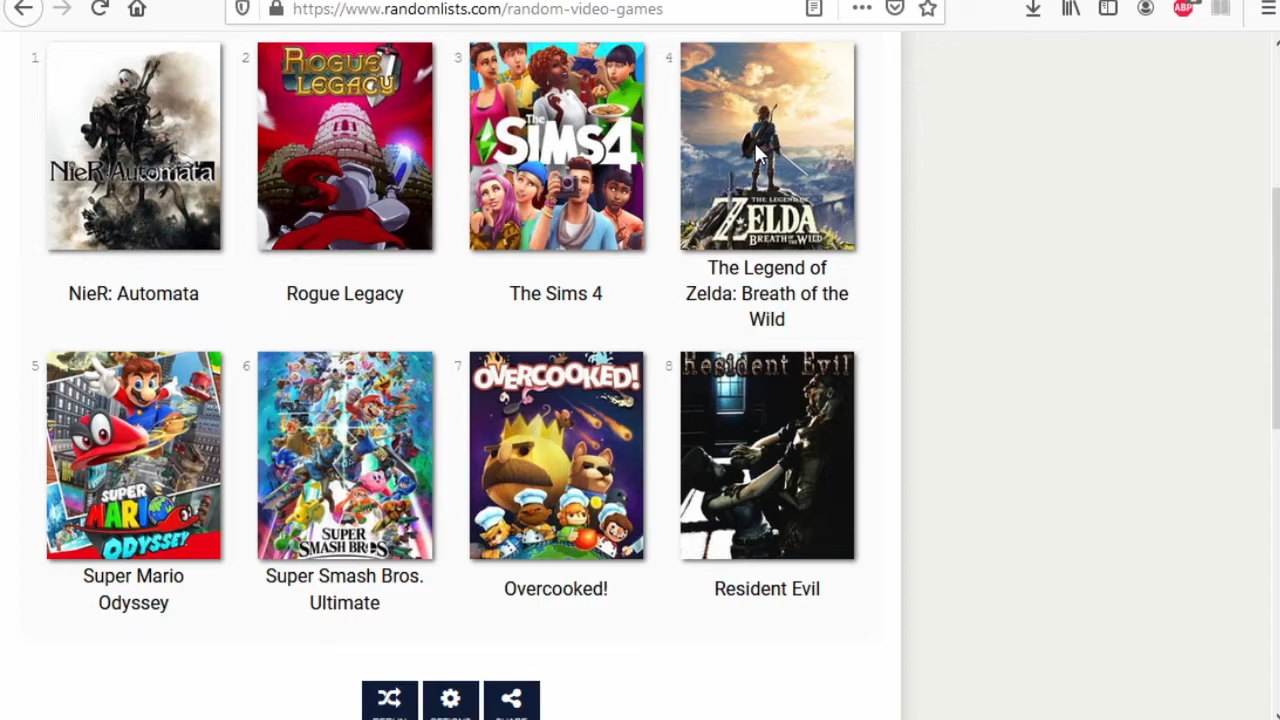 https://www.randomlists.com/random-video-games
ABP
1
NieR:Automata
NieR: Automata
2
ROGUE
LEGACY
Rogue Legacy
3
The
SIMS4
The Sims 4
4
THE LEGEND OF
ZELDA
BREATH OF THE WILD
The Legend of
Zelda: Breath of the
Wild
5
SUPER
MARIO
ODYSSEY
Super Mario
Odyssey
6
SUPER
SMASH BROS.
Super Smash Bros.
Ultimate
7
OVERCOOKED!
Overcooked!
8
Resident Evil
Resident Evil